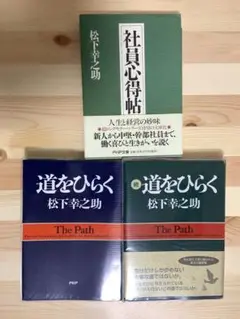 社員心得帖
松下幸之助
人生と経営の妙味
新人から中堅・幹部社員まで、
働く喜びと生きがいを説く
道をひらく
松下幸之助
The Path
PHP
続 道をひらく
松下幸之助
The Path